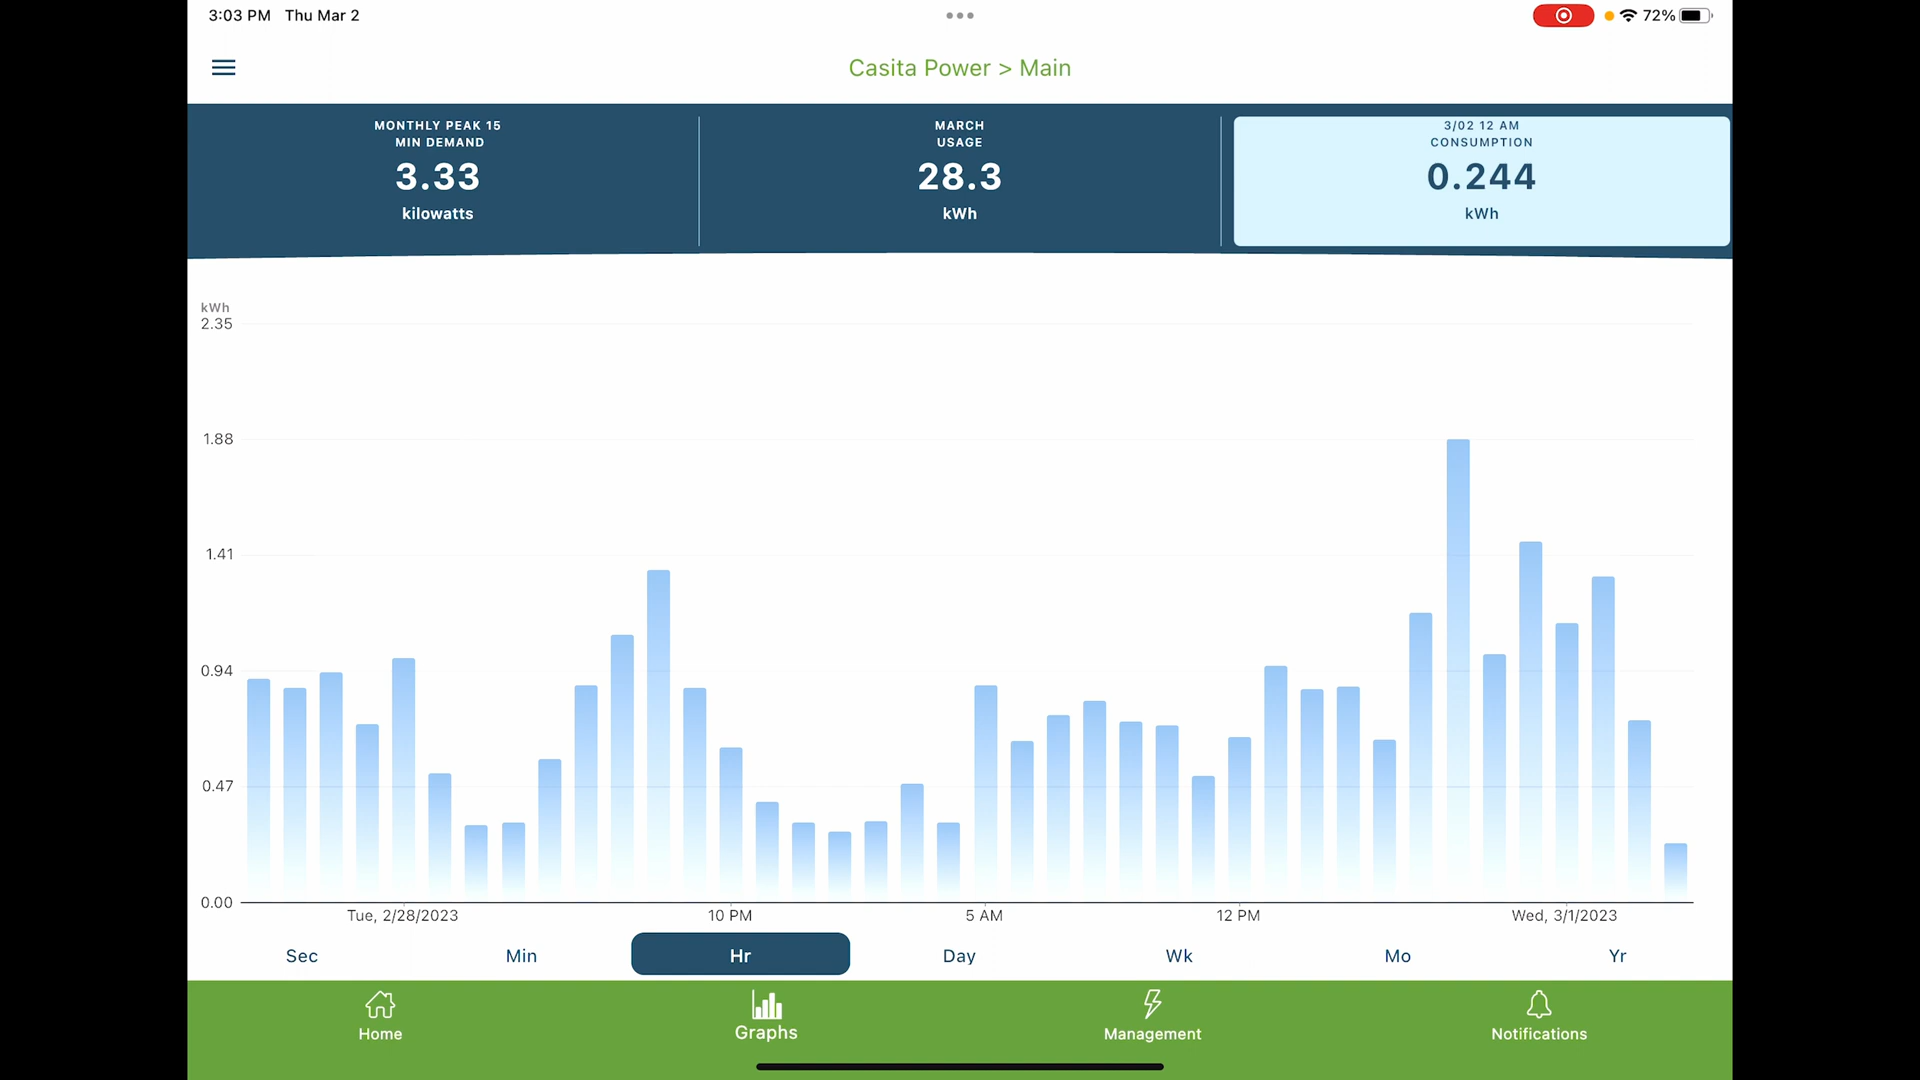 3:03 PM Thu Mar 2
72%
Casita Power > Main
MONTHLY PEAK 15
MIN DEMAND
3.33
kilowatts
MARCH
USAGE
28.3
kWh
3/02 12 AM
CONSUMPTION
0.244
kWh
kWh
2.35
1.88
1.41
0.94
0.47
0.00
Tue, 2/28/2023
10 PM
5 AM
12 PM
Wed, 3/1/2023
Sec
Min
Hr
Day
Wk
Mo
Yr
Home
Graphs
Management
Notifications